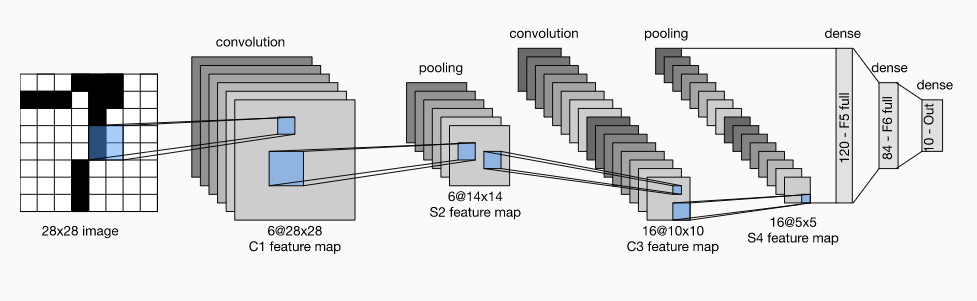 convolution
pooling
convolution
pooling
dense
dense
dense
28x28 image
6@28x28
C1 feature map
6@14x14
S2 feature map
16@10x10
C3 feature map
16@5x5
S4 feature map
120 - F5 full
84 - F6 full
10 - Out